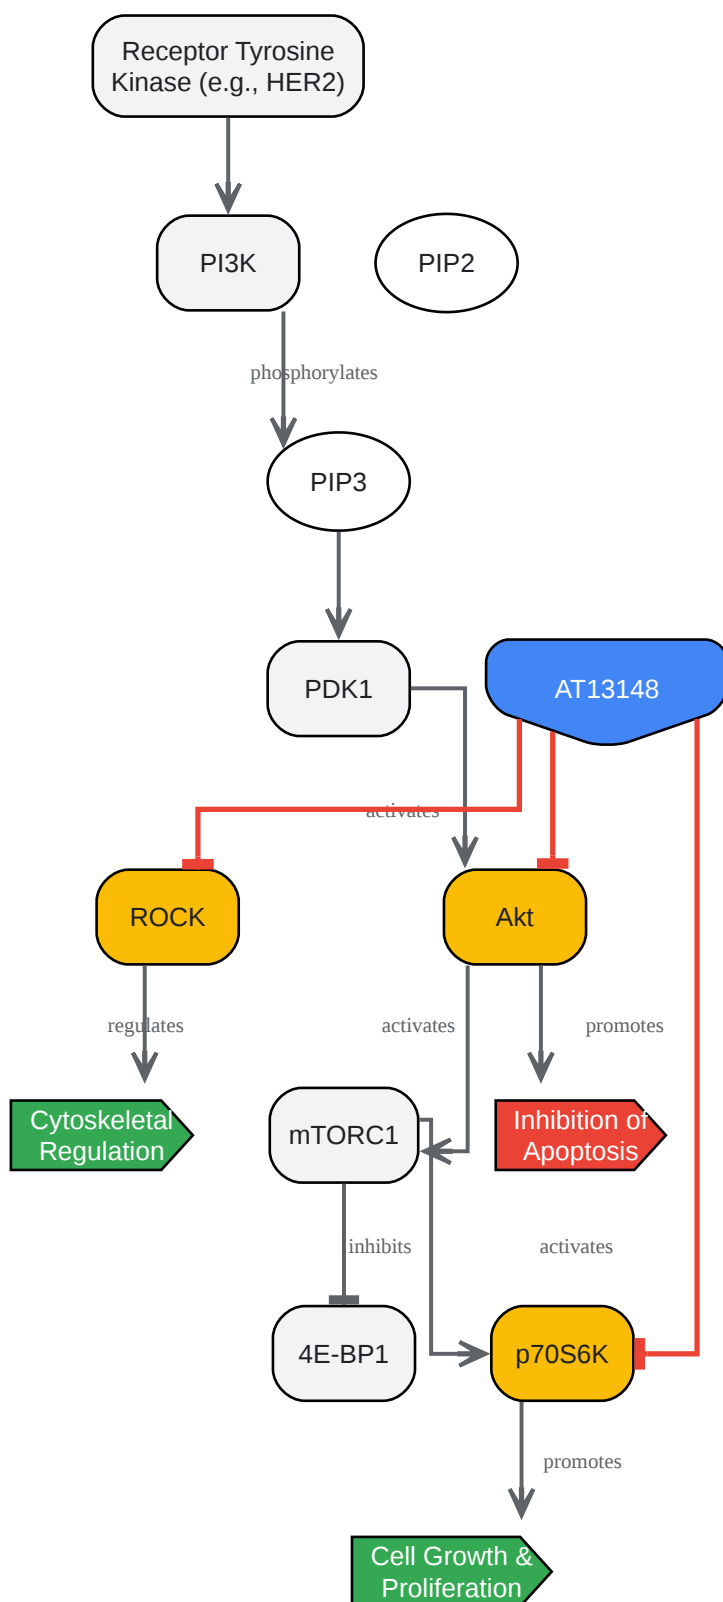 Receptor Tyrosine
Kinase (e.g., HER2)
PI3K
PIP2
phosphorylates
PIP3
PDK1
AT13148
activates
ROCK
Akt
regulates
activates
promotes
Cytoskeletal
Regulation
mTORC1
Inhibition of
Apoptosis
inhibits
activates
4E-BP1
p70S6K
promotes
Cell Growth &
Proliferation